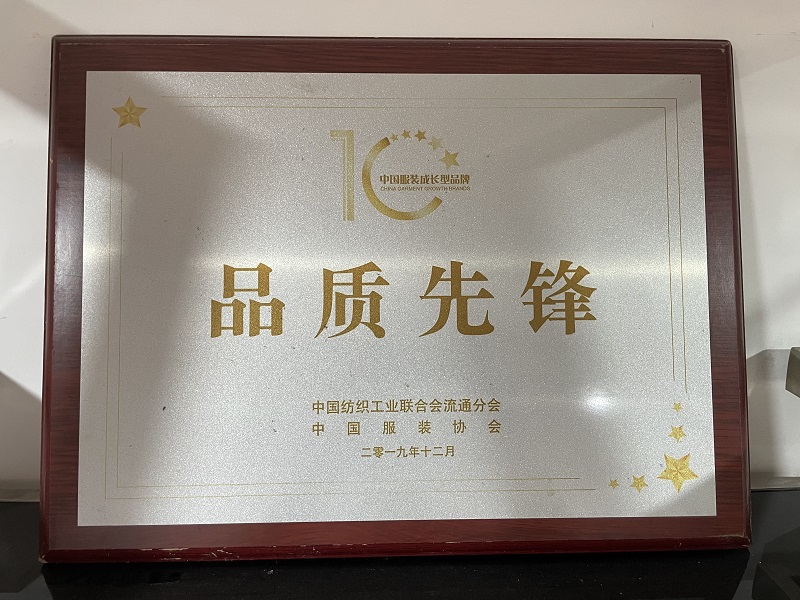 10
中国服装成长型品牌
CHINA GARMENT GROWTH BRANDS
品质先锋
中国纺织工业联合会流通分会
中国服装协会
二零一九年十二月